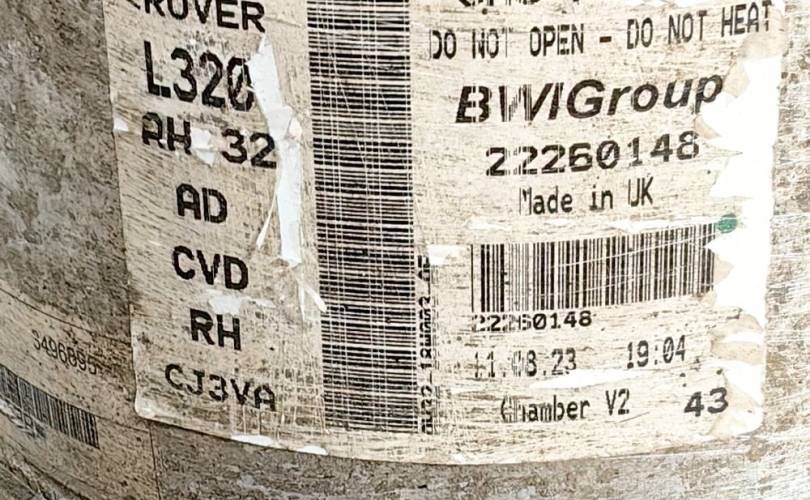 ROVER
L320
RH 32
AD
CVD
RH
CJ3VA
DO NOT OPEN - DO NOT HEAT
BWIGroup
22260148
Made in UK
22260148
11.08.23 19:04
Chamber V2 43